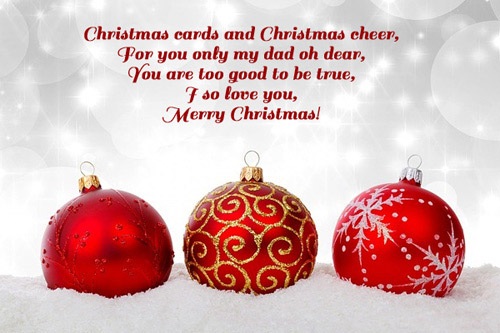 Christmas cards and Christmas cheer,
For you only my dad oh dear,
You are too good to be true,
I so love you,
Merry Christmas!